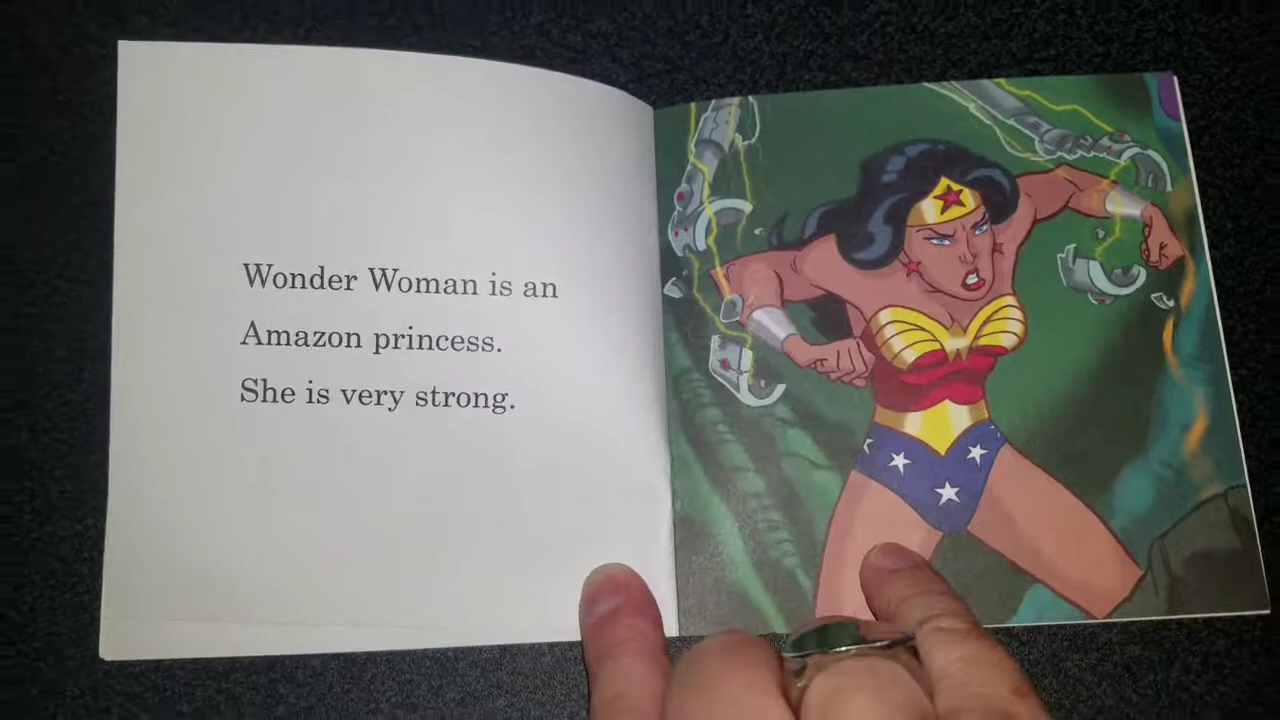 Wonder Woman is an
Amazon princess.
She is very strong.